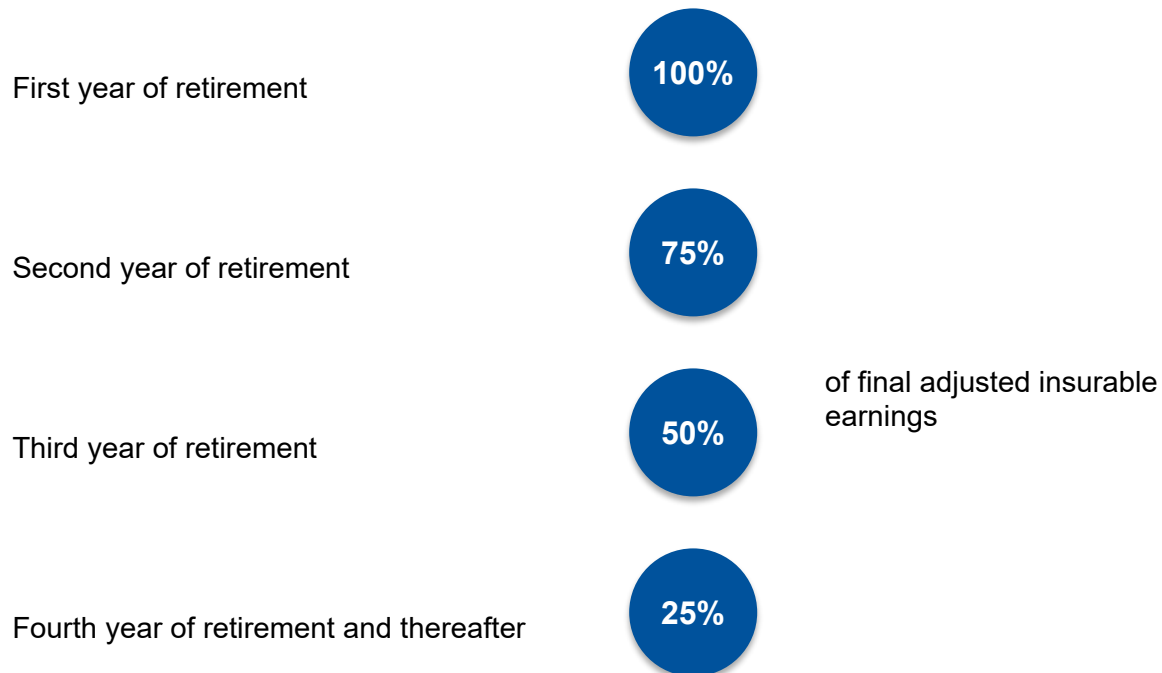 First year of retirement
100%
Second year of retirement
75%
Third year of retirement
50%
of final adjusted insurable
earnings
Fourth year of retirement and thereafter
25%